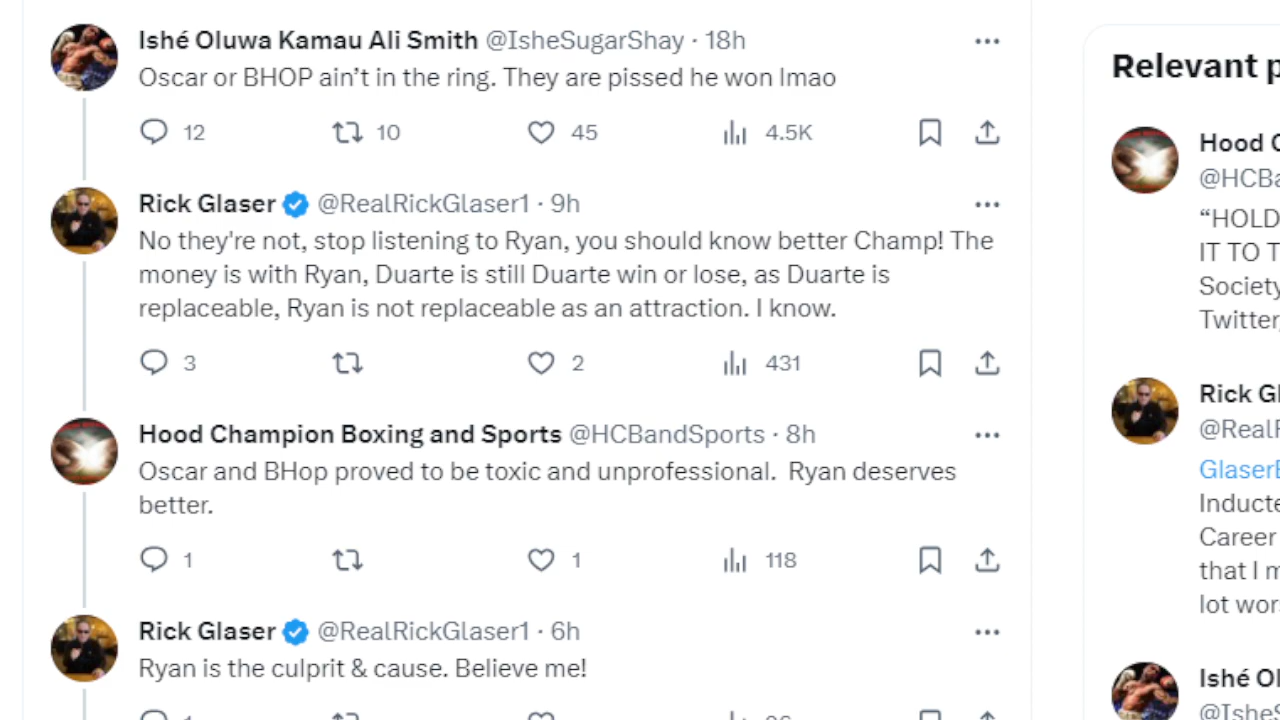 Ishé Oluwa Kamau Ali Smith @IsheSugarShay · 18h
Oscar or BHOP ain’t in the ring. They are pissed he won lmao
12 10 45 4.5K
Rick Glaser @RealRickGlaser1 · 9h
No they're not, stop listening to Ryan, you should know better Champ! The
money is with Ryan, Duarte is still Duarte win or lose, as Duarte is
replaceable, Ryan is not replaceable as an attraction. I know.
3 2 431
Hood Champion Boxing and Sports @HCBandSports · 8h
Oscar and BHop proved to be toxic and unprofessional. Ryan deserves
better.
1 1 118
Rick Glaser @RealRickGlaser1 · 6h
Ryan is the culprit & cause. Believe me!
Relevant p
Hood C
@HCBa
“HOLD
IT TO T
Society
Twitter,
Rick Gl
@RealR
GlaserB
Inducte
Career
that I m
lot wor
Ishé Ol
@IsheS